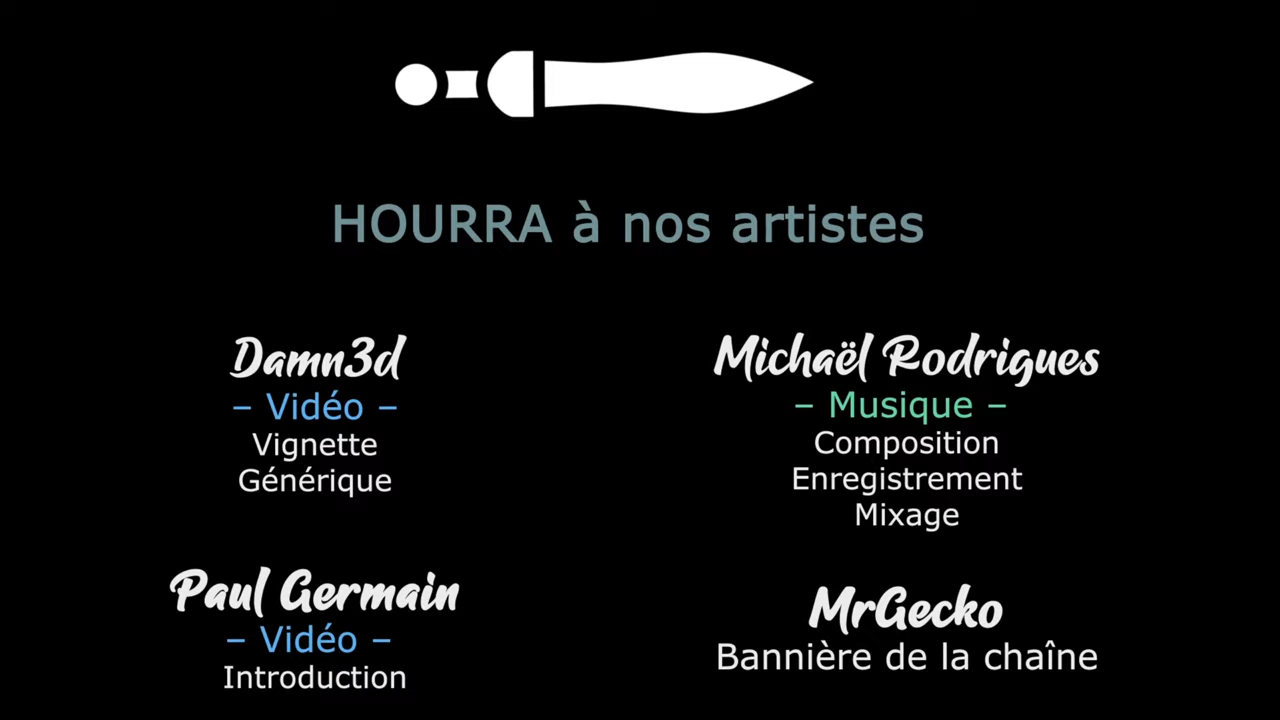 HOURRA à nos artistes
Damn3d
– Vidéo –
Vignette
Générique
Michaël Rodrigues
– Musique –
Composition
Enregistrement
Mixage
Paul Germain
– Vidéo –
Introduction
MrGecko
Bannière de la chaîne